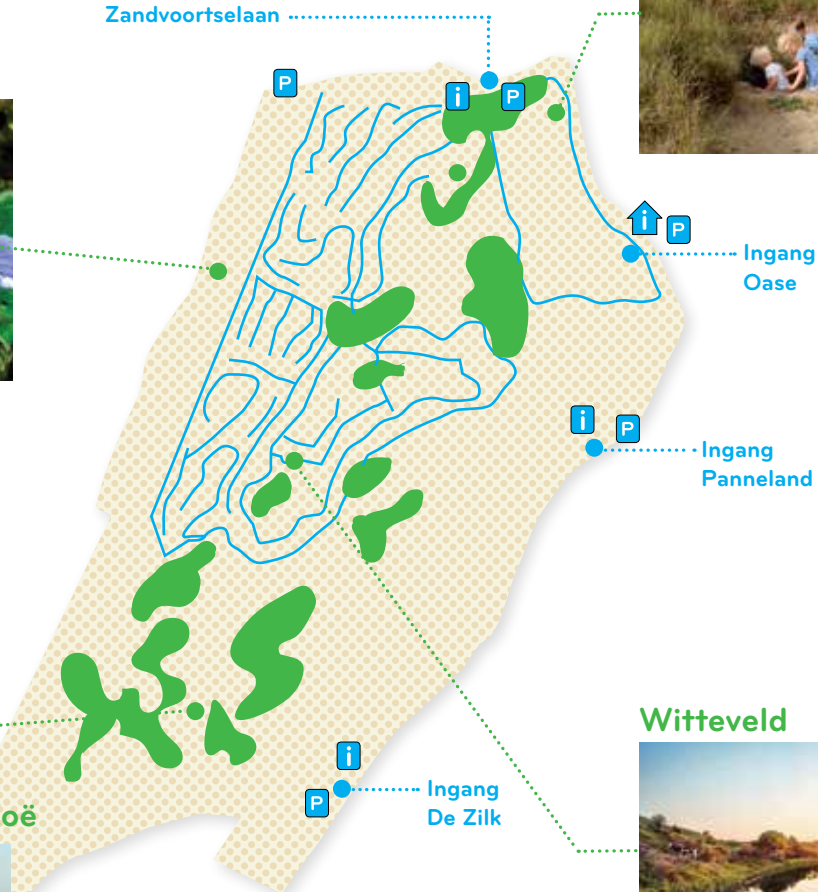 Zandvoortselaan
P
i
P
i
P
Ingang
Oase
i
P
Ingang
Panneland
Witteveld
i
P
Ingang
De Zilk
oë